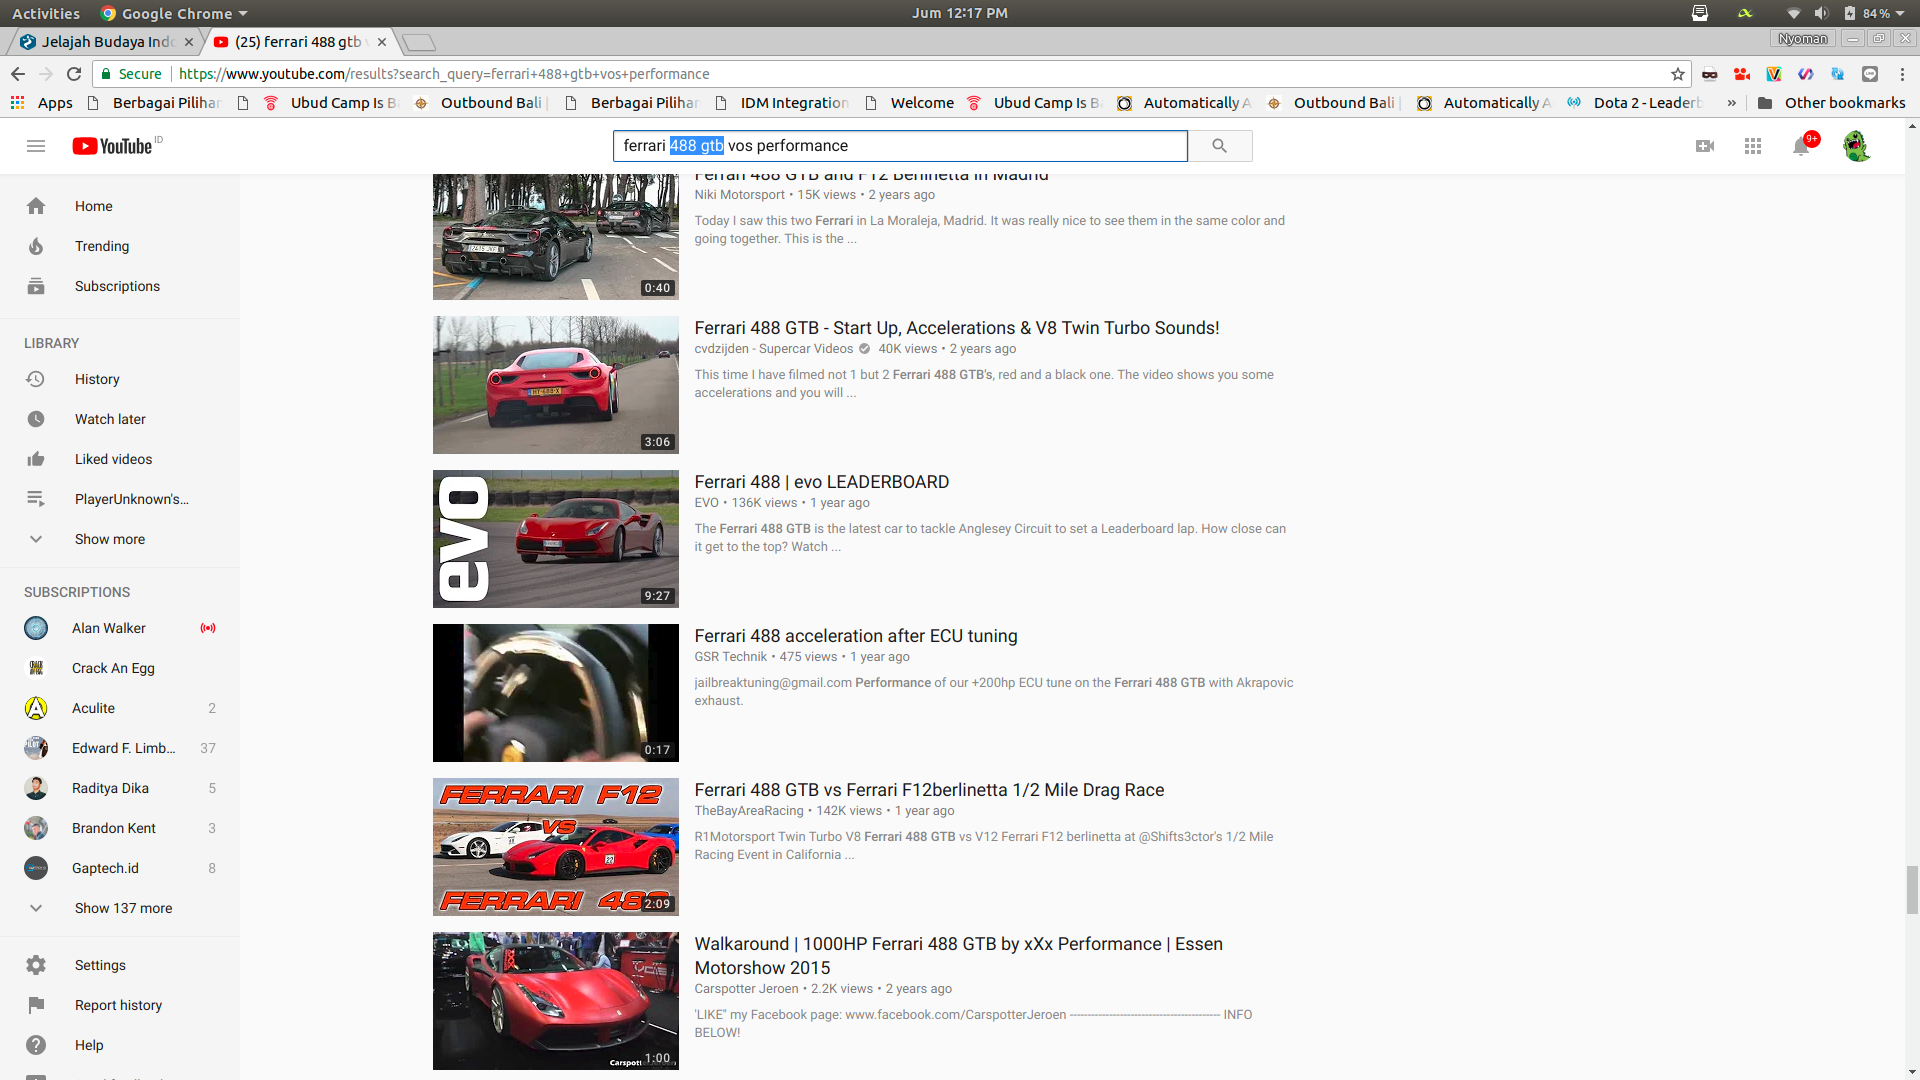 Activities
Google Chrome
Jum 12:17 PM
84 %
Jelajah Budaya Indo
(25) ferrari 488 gtb v
Nyoman
Secure
https://www.youtube.com/results?search_query=ferrari+488+gtb+vos+performance
Apps
Berbagai Pilihan
Ubud Camp Is B
Outbound Bali |
Berbagai Pilihan
IDM Integration
Welcome
Ubud Camp Is B
Automatically A
Outbound Bali |
Automatically A
Dota 2 - Leaderb
»
Other bookmarks
YouTube ID
ferrari 488 gtb vos performance
9+
Home
Trending
Subscriptions
LIBRARY
History
Watch later
Liked videos
PlayerUnknown's...
Show more
SUBSCRIPTIONS
Alan Walker
Crack An Egg
Aculite 2
Edward F. Limb... 37
Raditya Dika 5
Brandon Kent 3
Gaptech.id 8
Show 137 more
Settings
Report history
Help
Ferrari 488 GTB and F12 Berlinetta in Madrid
Niki Motorsport • 15K views • 2 years ago
Today I saw this two Ferrari in La Moraleja, Madrid. It was really nice to see them in the same color and
going together. This is the ...
0:40
Ferrari 488 GTB - Start Up, Accelerations & V8 Twin Turbo Sounds!
cvdzijden - Supercar Videos 40K views • 2 years ago
This time I have filmed not 1 but 2 Ferrari 488 GTB's, red and a black one. The video shows you some
accelerations and you will ...
3:06
evo
Ferrari 488 | evo LEADERBOARD
EVO • 136K views • 1 year ago
The Ferrari 488 GTB is the latest car to tackle Anglesey Circuit to set a Leaderboard lap. How close can
it get to the top? Watch ...
9:27
Ferrari 488 acceleration after ECU tuning
GSR Technik • 475 views • 1 year ago
jailbreaktuning@gmail.com Performance of our +200hp ECU tune on the Ferrari 488 GTB with Akrapovic
exhaust.
0:17
FERRARI F12
VS
22
FERRARI 488
2:09
Ferrari 488 GTB vs Ferrari F12berlinetta 1/2 Mile Drag Race
TheBayAreaRacing • 142K views • 1 year ago
R1Motorsport Twin Turbo V8 Ferrari 488 GTB vs V12 Ferrari F12 berlinetta at @Shifts3ctor's 1/2 Mile
Racing Event in California ...
Walkaround | 1000HP Ferrari 488 GTB by xXx Performance | Essen
Motorshow 2015
Carspotter Jeroen • 2.2K views • 2 years ago
'LIKE" my Facebook page: www.facebook.com/CarspotterJeroen ------------------------------------------ INFO
BELOW!
Carspotter
1:00